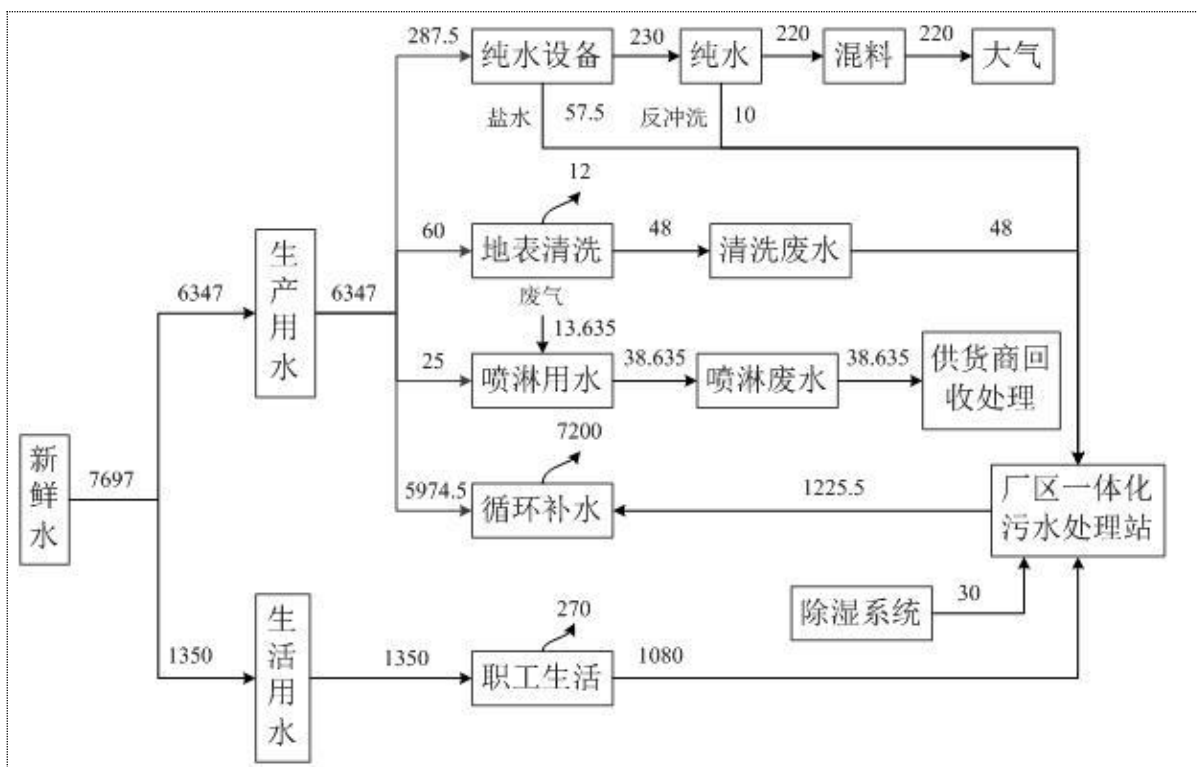 287.5
纯水设备
230
纯水
220
混料
220
大气
盐水
57.5
反冲洗
10
12
60
地表清洗
48
清洗废水
48
生产用水
6347
6347
废气
13.635
25
喷淋用水
38.635
喷淋废水
38.635
供货商回
收处理
7200
新鲜水
7697
5974.5
循环补水
1225.5
厂区一体化
污水处理站
除湿系统
30
270
生活用水
1350
1350
职工生活
1080